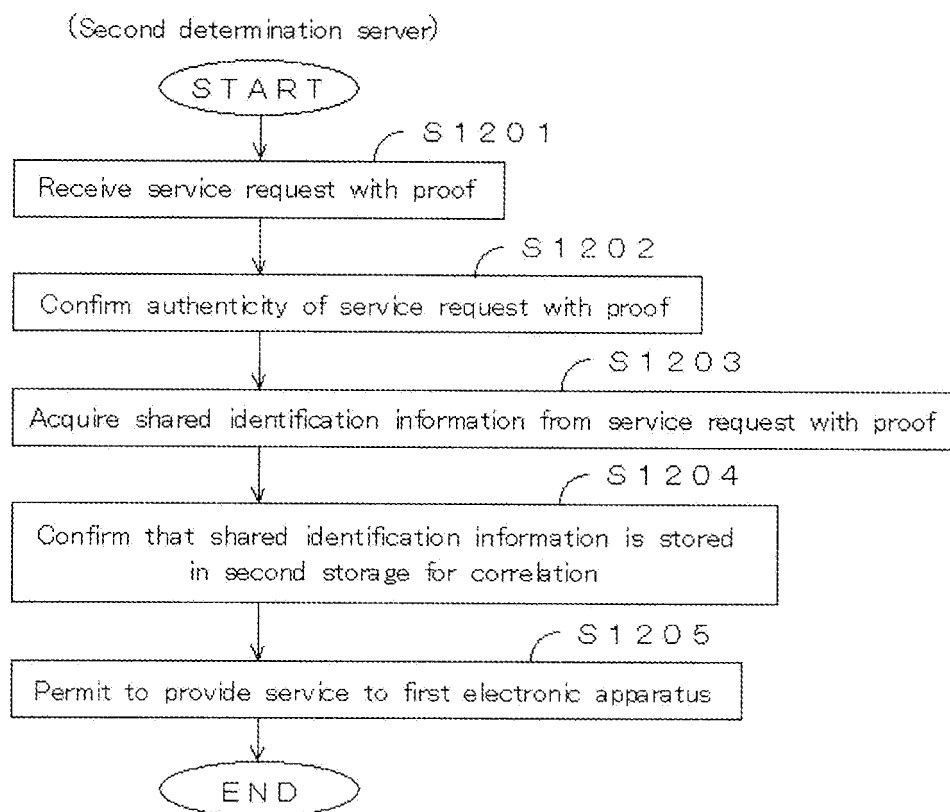 (Second determination server)
START
S1201
Receive service request with proof
S1202
Confirm authenticity of service request with proof
S1203
Acquire shared identification information from service request with proof
S1204
Confirm that shared identification information is stored
in second storage for correlation
S1205
Permit to provide service to first electronic apparatus
END